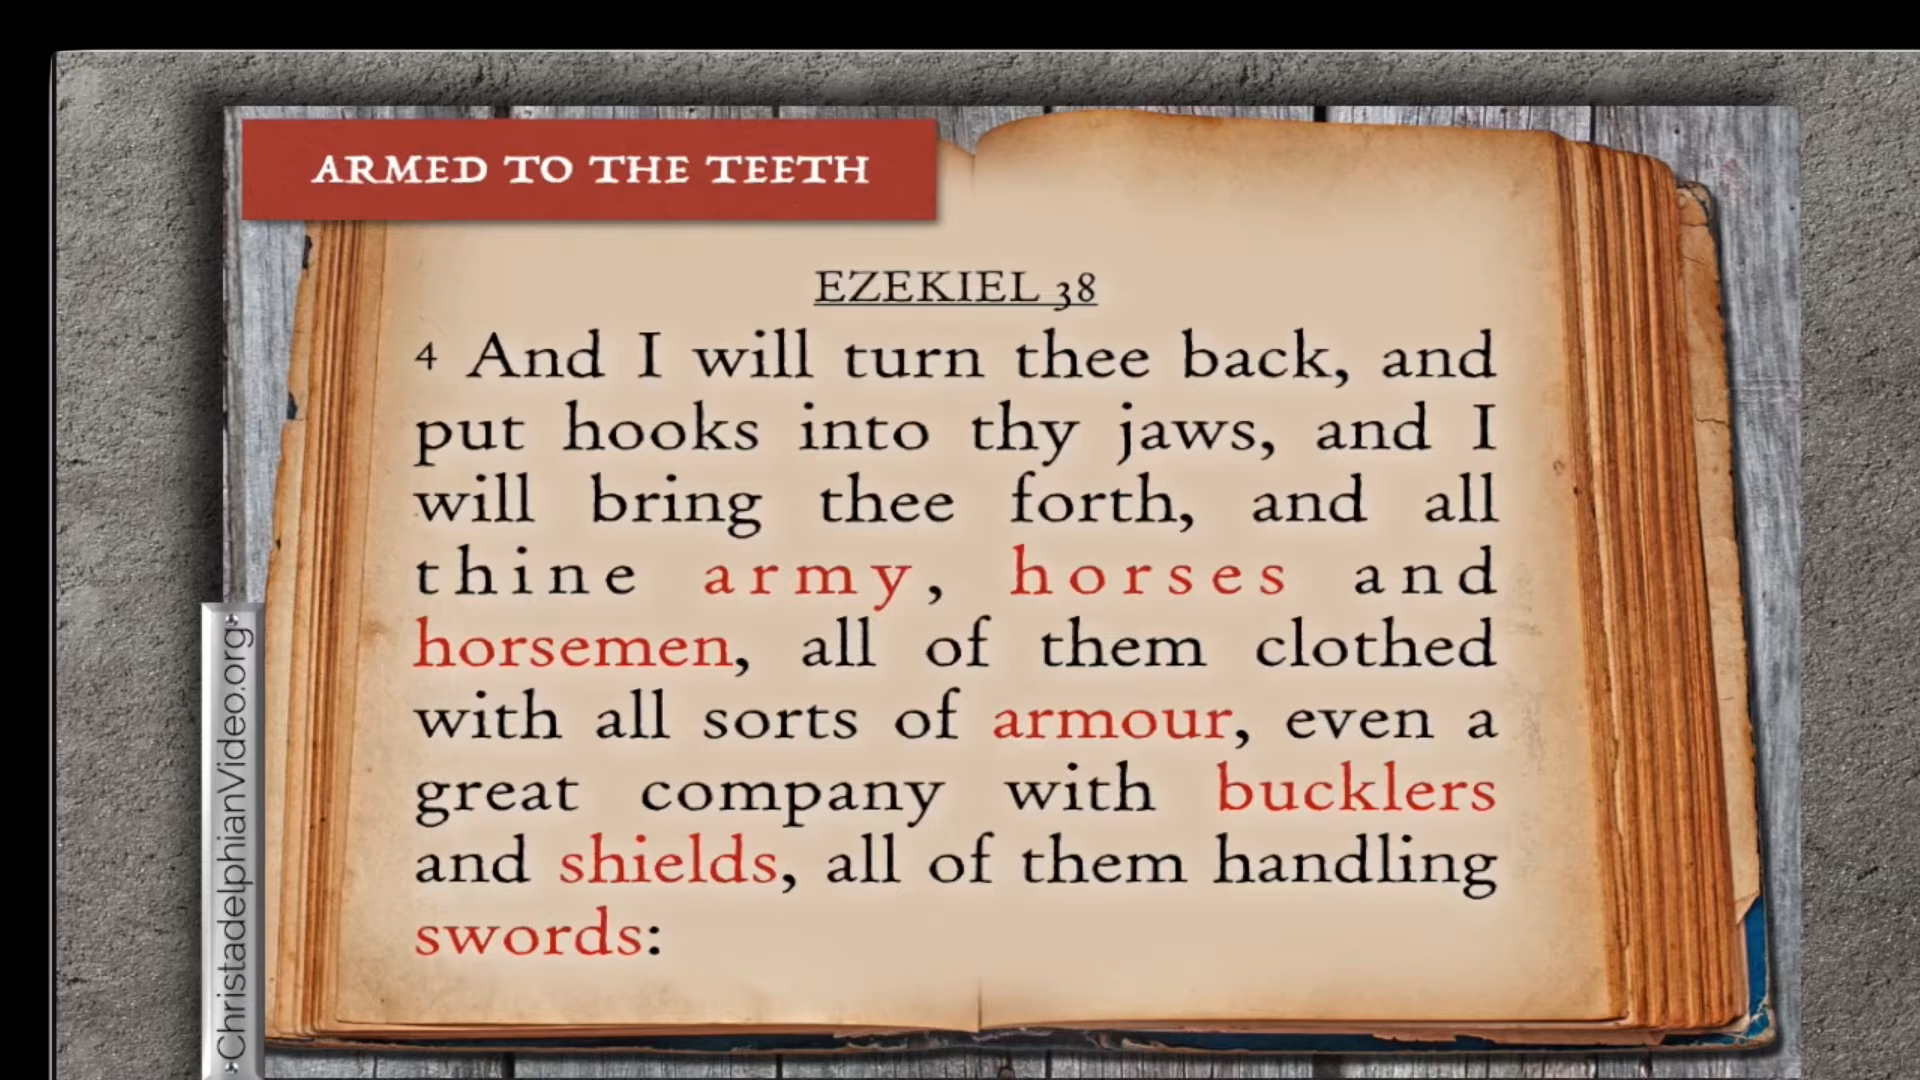 ARMED TO THE TEETH
EZEKIEL 38
4 And I will turn thee back, and
put hooks into thy jaws, and I
will bring thee forth, and all
thine army, horses and
horsemen, all of them clothed
with all sorts of armour, even a
great company with bucklers
and shields, all of them handling
swords:
ChristadelphianVideo.org